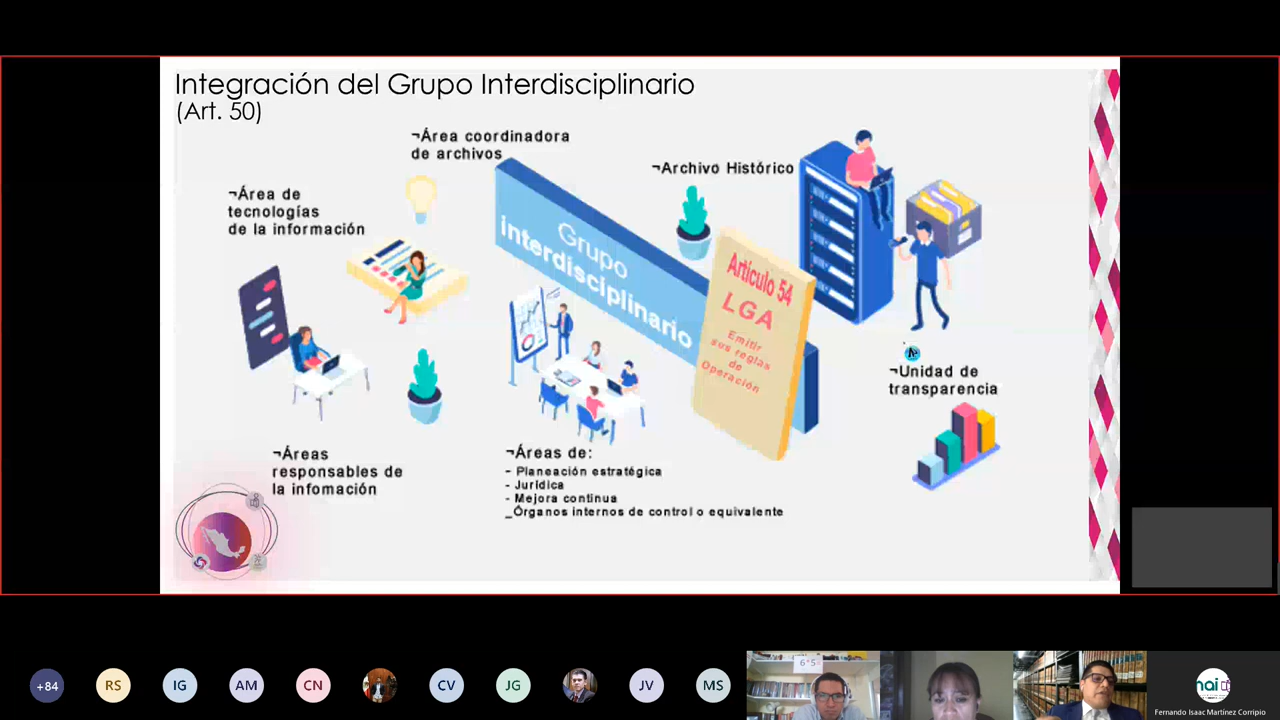 Integración del Grupo Interdisciplinario
(Art. 50)
¬Área coordinadora
de archivos
¬Archivo Histórico
¬Área de
tecnologías
de la información
Grupo
interdisciplinario
Artículo 54
LGA
Emitir
sus reglas
de
Operación
¬Unidad de
transparencia
¬Áreas
responsables de
la infomación
¬Áreas de:
- Planeación estratégica
- Jurídica
- Mejora continua
_Órganos internos de control o equivalente
+84
RS
IG
AM
CN
CV
JG
JV
MS
6°5
nai
Fernando Isaac Martínez Corripio